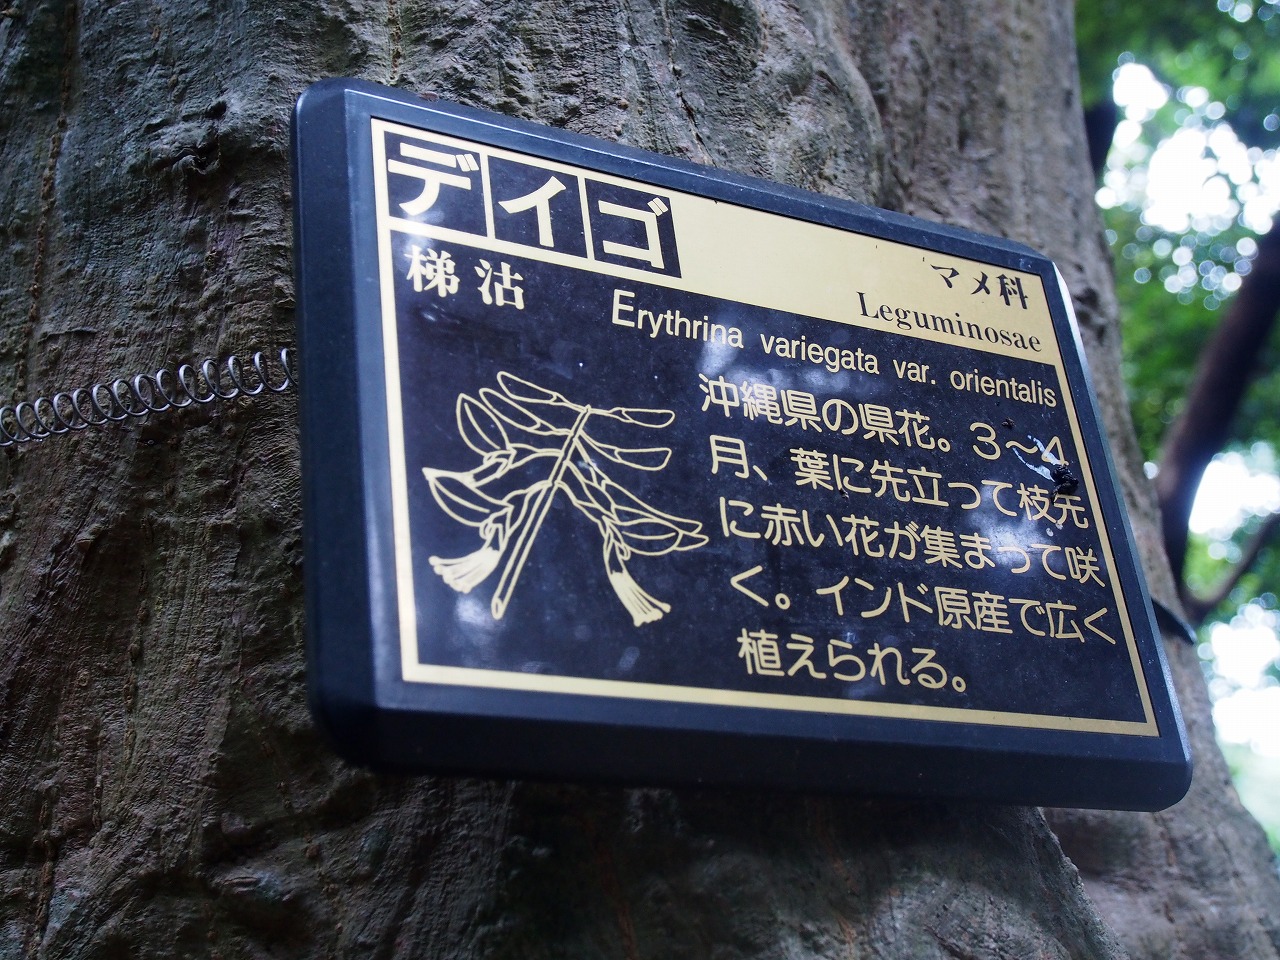 デイゴ
マメ科
梯沽
Leguminosae
Erythrina variegata var. orientalis
沖縄県の県花。3～4
月、葉に先立って枝先
に赤い花が集まって咲
く。インド原産で広く
植えられる。